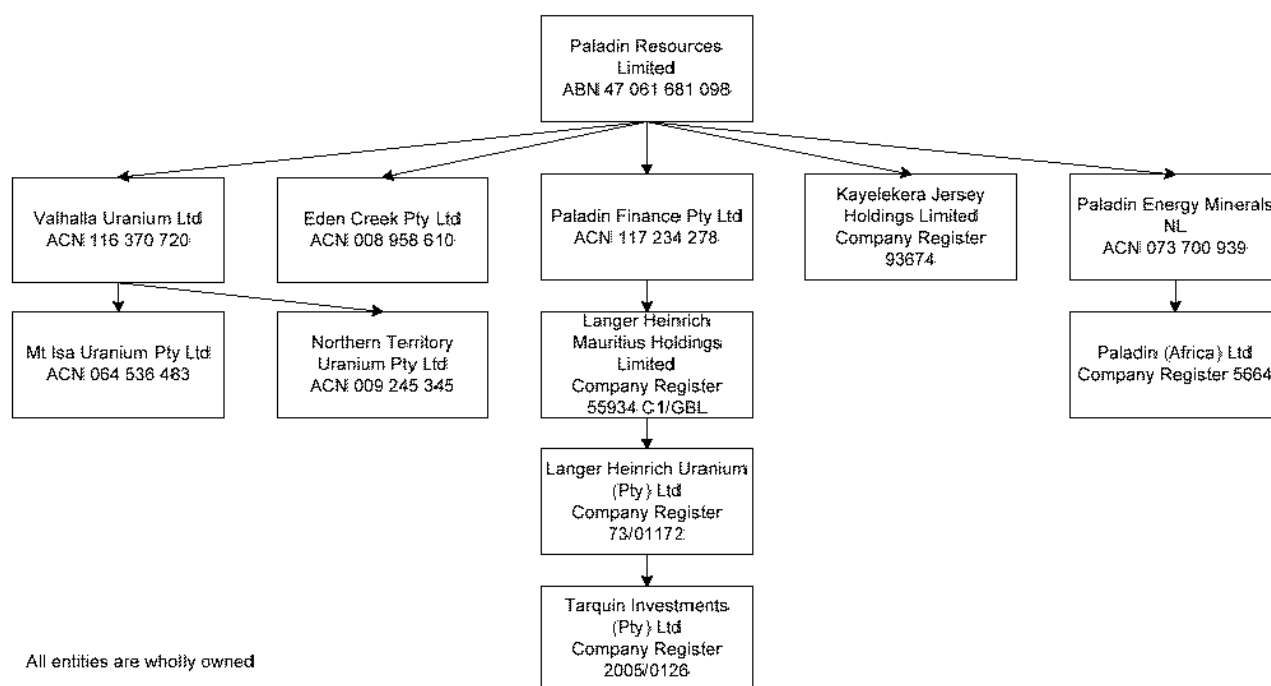 Paladin Resources
Limited
ABN 47 061 681 098
Valhalla Uranium Ltd
ACN 116 370 720
Eden Creek Pty Ltd
ACN 008 958 610
Paladin Finance Pty Ltd
ACN 117 234 278
Kayelekera Jersey
Holdings Limited
Company Register
93674
Paladin Energy Minerals
NL
ACN 073 700 939
Mt Isa Uranium Pty Ltd
ACN 064 536 483
Northern Territory
Uranium Pty Ltd
ACN 009 245 345
Langer Heinrich
Mauritius Holdings
Limited
Company Register
55934 C1/GBL
Paladin (Africa) Ltd
Company Register 5664
Langer Heinrich Uranium
(Pty) Ltd
Company Register
73/01172
Tarquin Investments
(Pty) Ltd
Company Register
2005/0126
All entities are wholly owned